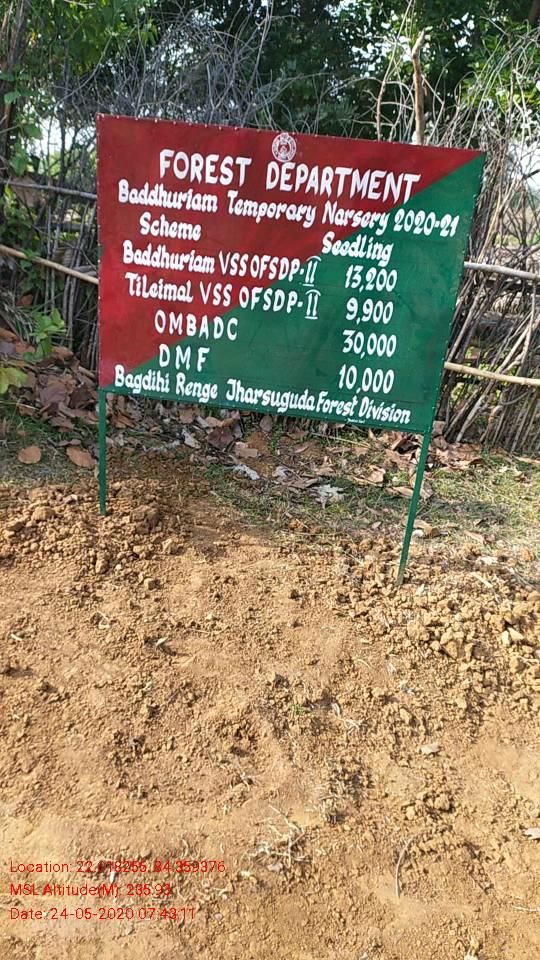 FOREST DEPARTMENT
Baddhuriam Temporary Narsery 2020-21
Scheme Seedling
Baddhuriam VSS OFSDP-II 13,200
Tileimal VSS OFSDP-II 9,900
OMBADC 30,000
DMF 10,000
Bagdihi Renge Jharsuguda Forest Division
Location: 22.018256, 84.359376
MSL Altitude(M): 235.93
Date: 24-05-2020 07:43:11